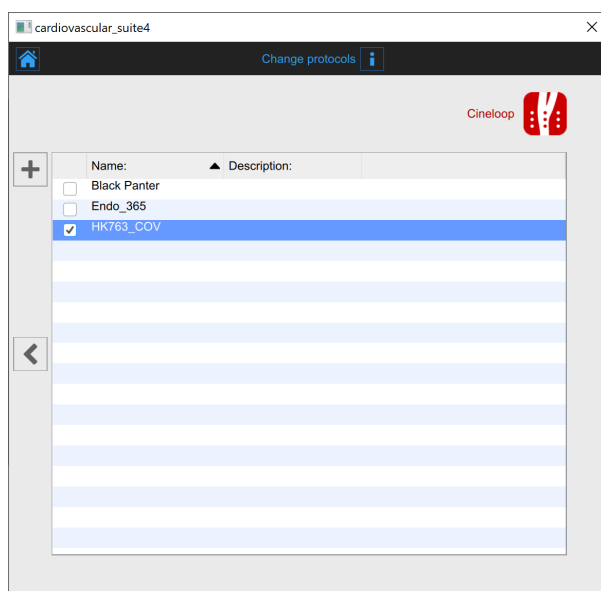 cardiovascular_suite4
Change protocols
Cineloop
Name: Description:
Black Panter
Endo_365
HK763_COV